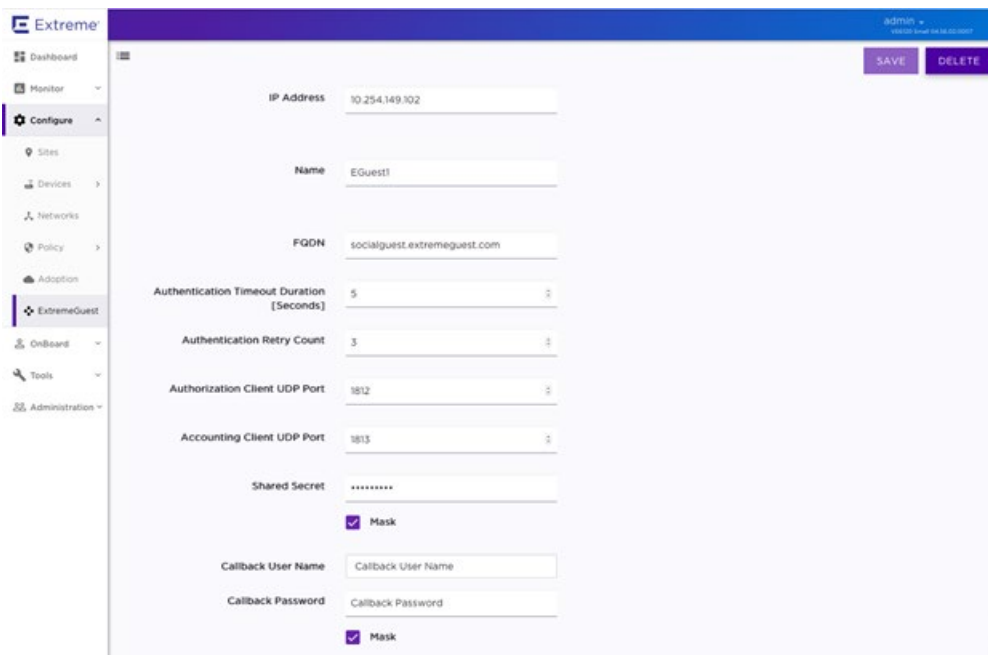 Extreme
admin
Dashboard
Monitor
Configure
Sites
Devices
Networks
Policy
Adoption
ExtremeGuest
OnBoard
Tools
Administration
SAVE
DELETE
IP Address
10.254.149.102
Name
EGuest1
FQDN
socialguest.extremeguest.com
Authentication Timeout Duration
[Seconds]
5
Authentication Retry Count
3
Authorization Client UDP Port
1812
Accounting Client UDP Port
1813
Shared Secret
•••••••••
Mask
Callback User Name
Callback User Name
Callback Password
Callback Password
Mask